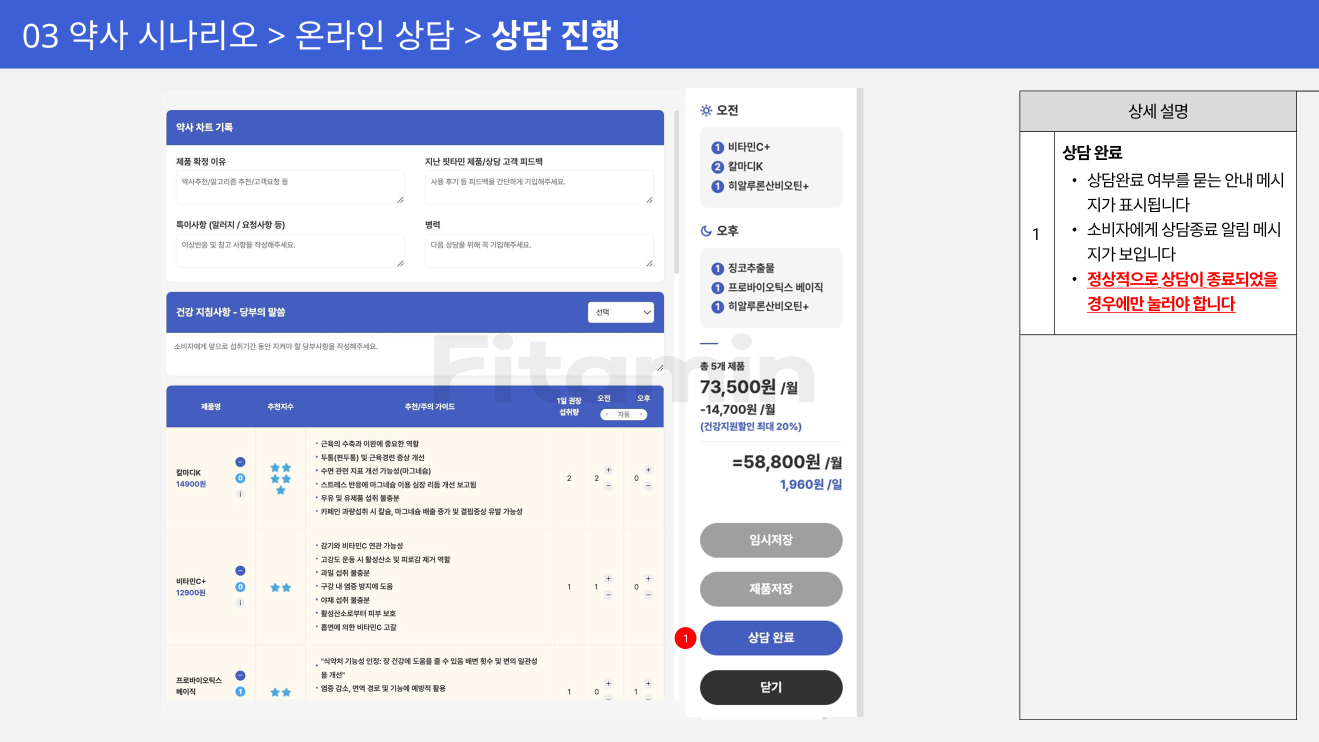 03 약사 시나리오 > 온라인 상담 > 상담 진행
약사 차트 기록
제품 확정 이유
약사추천/알고리즘 추천/고객요청 등
지난 핏타민 제품/상담 고객 피드백
사용 후기 등 피드백을 간단하게 기입해주세요.
특이사항 (알러지 / 요청사항 등)
이상반응 및 참고 사항을 작성해주세요.
병력
다음 상담을 위해 꼭 기입해주세요.
건강 지침사항 - 당부의 말씀
선택
소비자에게 앞으로 섭취기간 동안 지켜야 할 당부사항을 작성해주세요.
제품명
추천지수
추천/주의 가이드
1일 권장
섭취량
오전
오후
자동
칼마디K
14900원
0
i
• 근육의 수축과 이완에 중요한 역할
• 두통(편두통) 및 근육경련 증상 개선
• 수면 관련 지표 개선 가능성(마그네슘)
• 스트레스 반응에 마그네슘 이용 심장 리듬 개선 보고됨
• 우유 및 유제품 섭취 불충분
• 카페인 과량섭취 시 칼슘, 마그네슘 배출 증가 및 결핍증상 유발 가능성
2
2
+
−
0
+
−
비타민C+
12900원
0
i
• 감기와 비타민C 연관 가능성
• 고강도 운동 시 활성산소 및 피로감 제거 역할
• 과일 섭취 불충분
• 구강 내 염증 방지에 도움
• 야채 섭취 불충분
• 활성산소로부터 피부 보호
• 흡연에 의한 비타민C 고갈
1
1
+
−
0
+
−
프로바이오틱스
베이직
1
• "식약처 기능성 인정: 장 건강에 도움을 줄 수 있음 배변 횟수 및 변의 일관성
을 개선"
• 염증 감소, 면역 경로 및 기능에 예방적 활용
1
0
+
1
+
오전
1 비타민C+
2 칼마디K
1 히알루론산비오틴+
오후
1 징코추출물
1 프로바이오틱스 베이직
1 히알루론산비오틴+
총 5개 제품
73,500원 /월
-14,700원 /월
(건강지원할인 최대 20%)
=58,800원 /월
1,960원 /일
임시저장
제품저장
1
상담 완료
닫기
Fitamin
상세 설명
1
상담 완료
• 상담완료 여부를 묻는 안내 메시
지가 표시됩니다
• 소비자에게 상담종료 알림 메시
지가 보입니다
• 정상적으로 상담이 종료되었을
경우에만 눌러야 합니다